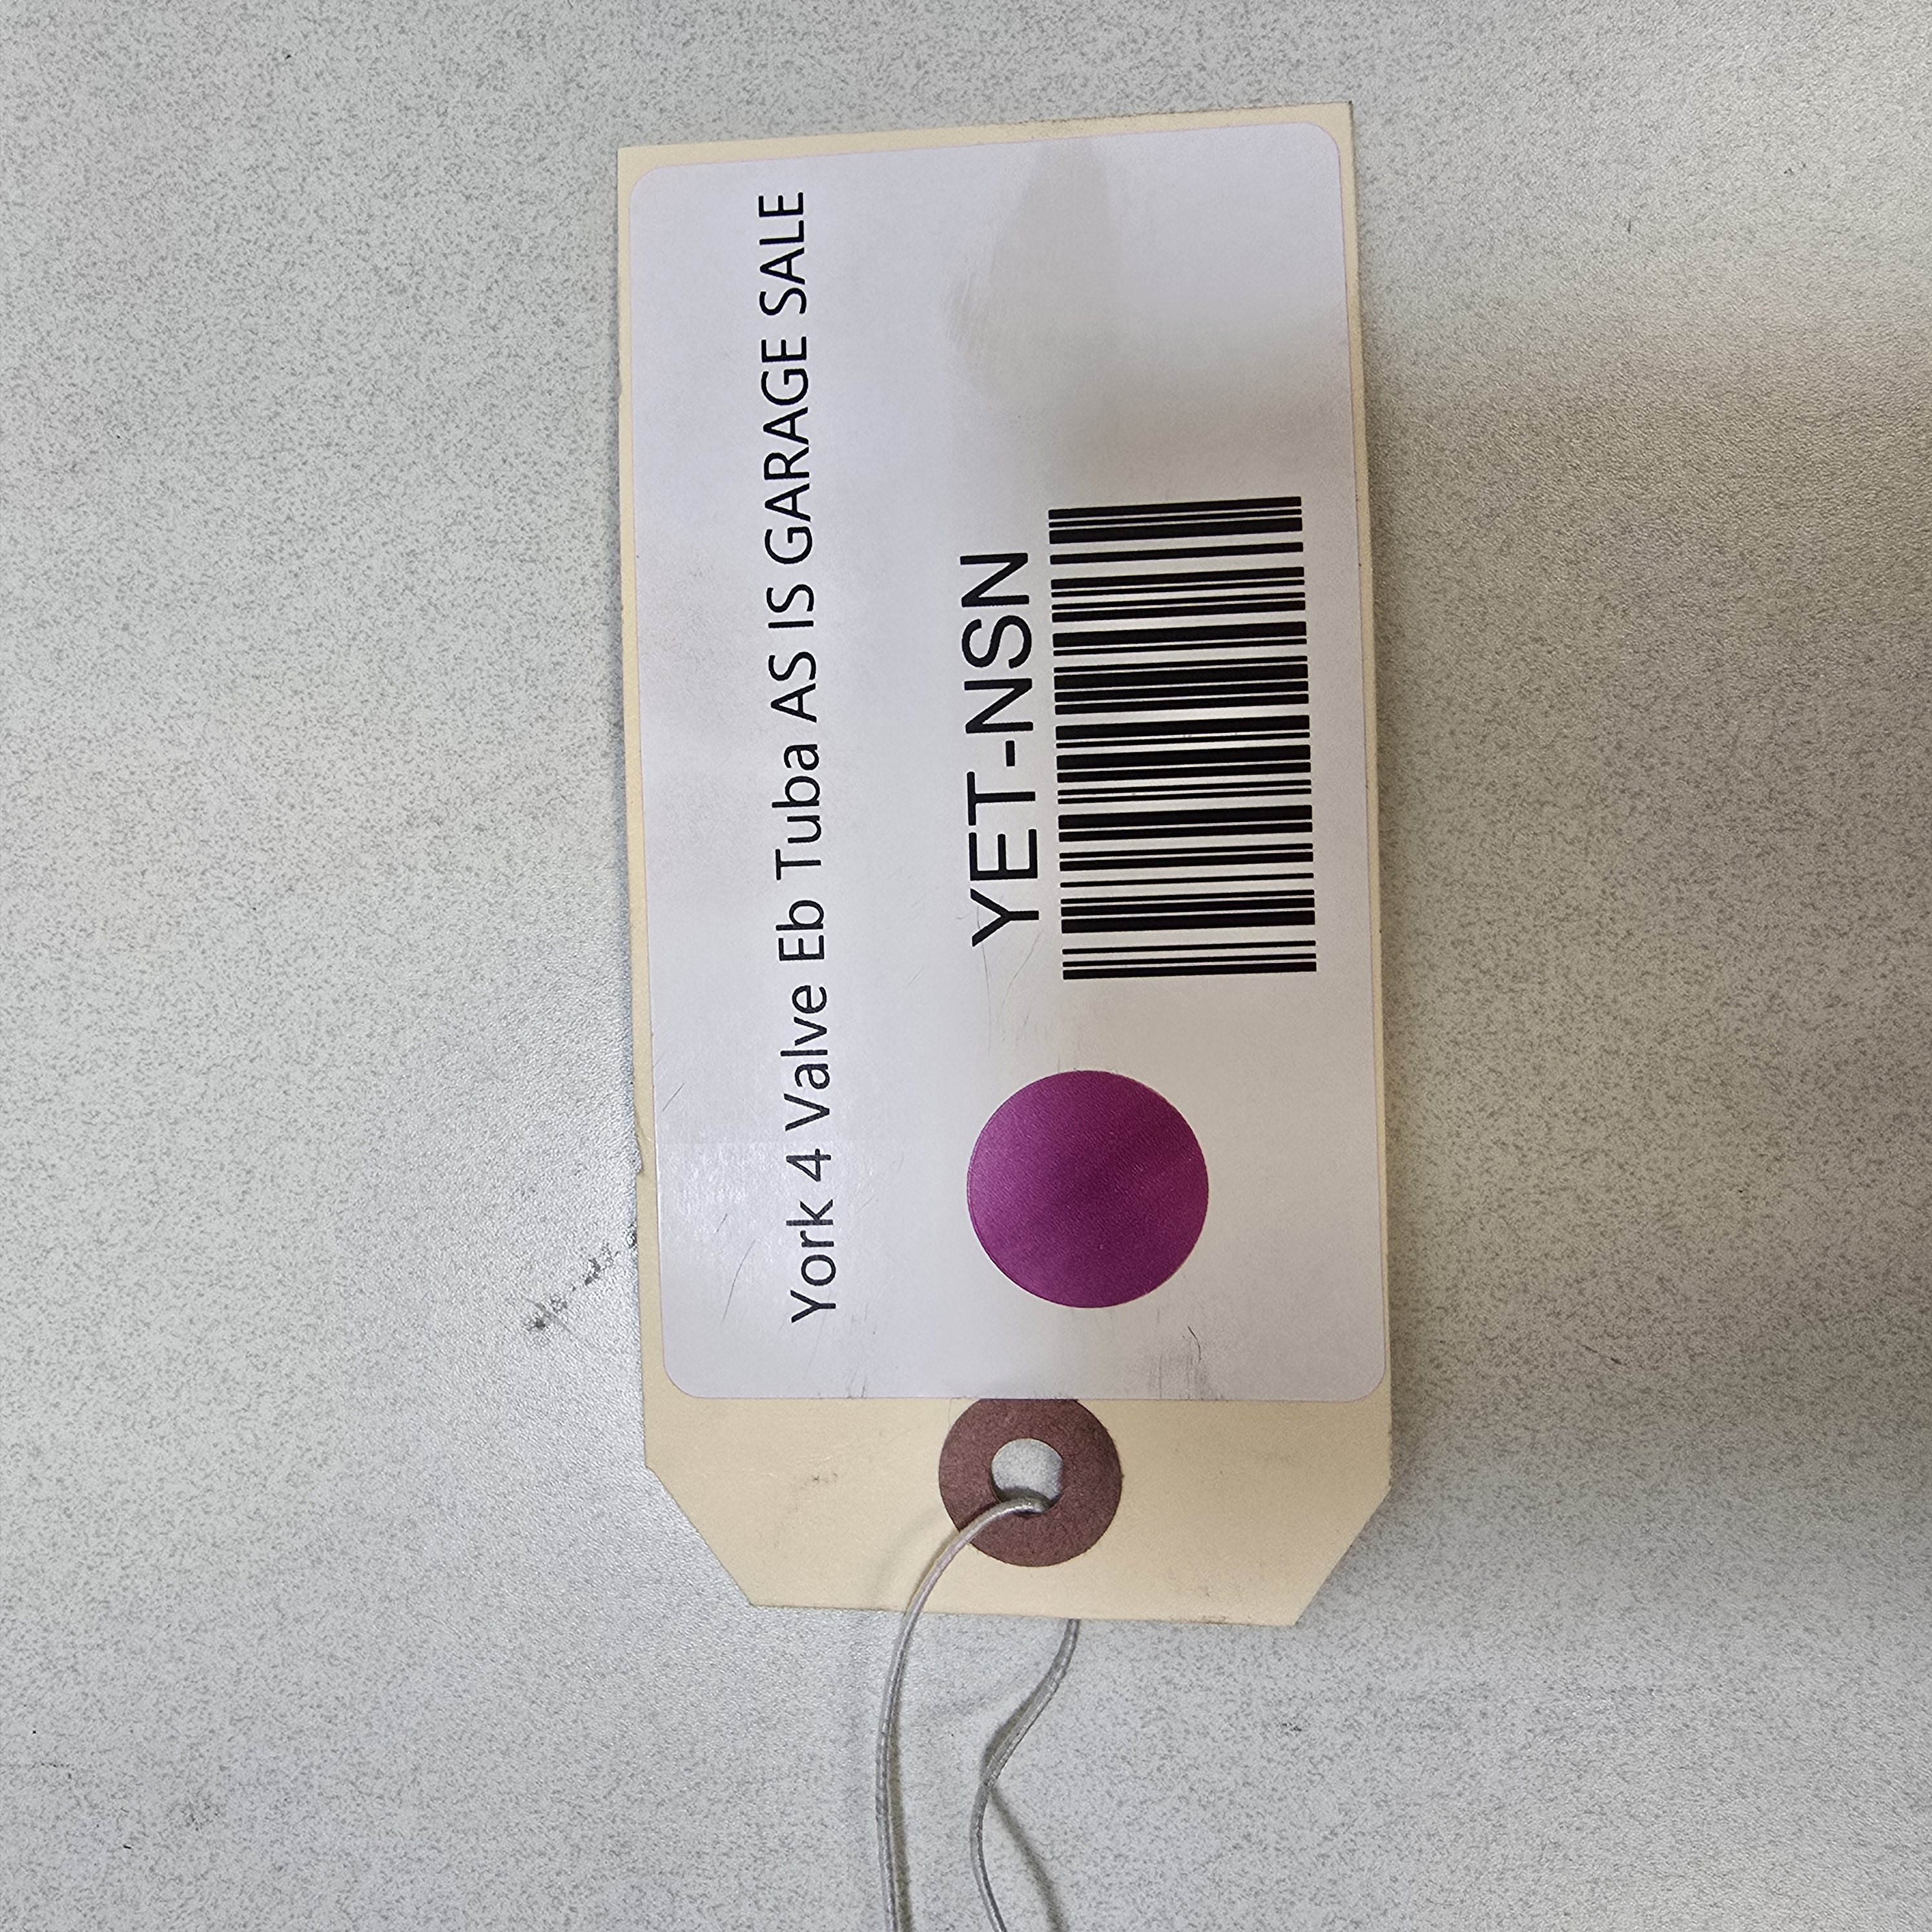 York 4 Valve Eb Tuba AS IS GARAGE SALE
YET-NSN